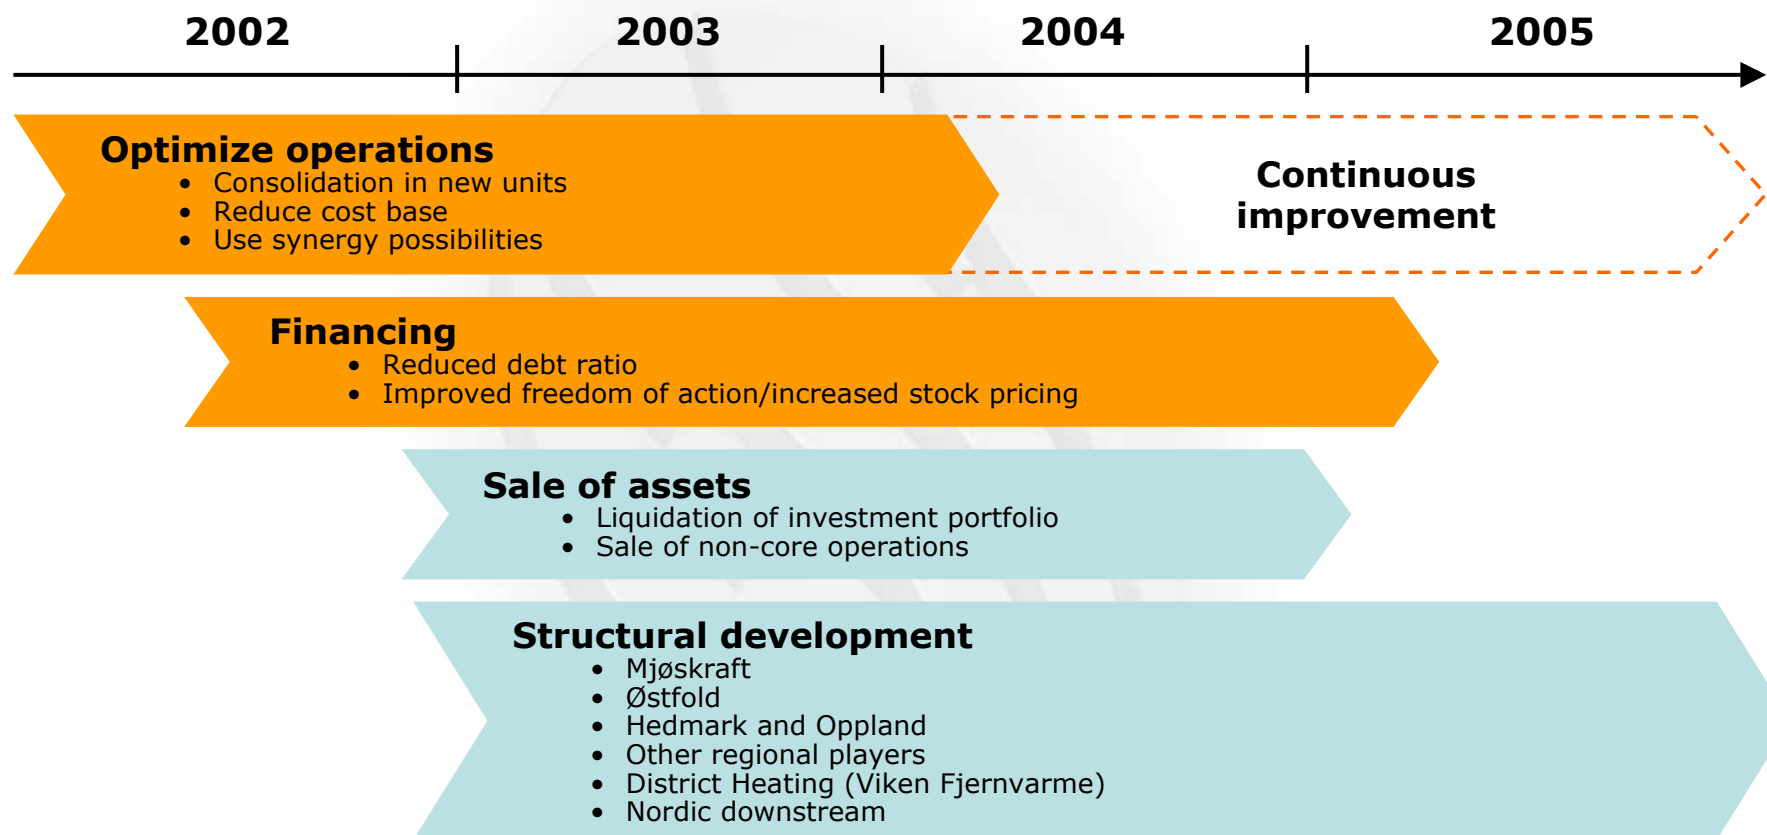 2002 2003 2004 2005
Optimize operations
• Consolidation in new units
• Reduce cost base
• Use synergy possibilities
Continuous
improvement
Financing
• Reduced debt ratio
• Improved freedom of action/increased stock pricing
Sale of assets
• Liquidation of investment portfolio
• Sale of non-core operations
Structural development
• Mjøskraft
• Østfold
• Hedmark and Oppland
• Other regional players
• District Heating (Viken Fjernvarme)
• Nordic downstream